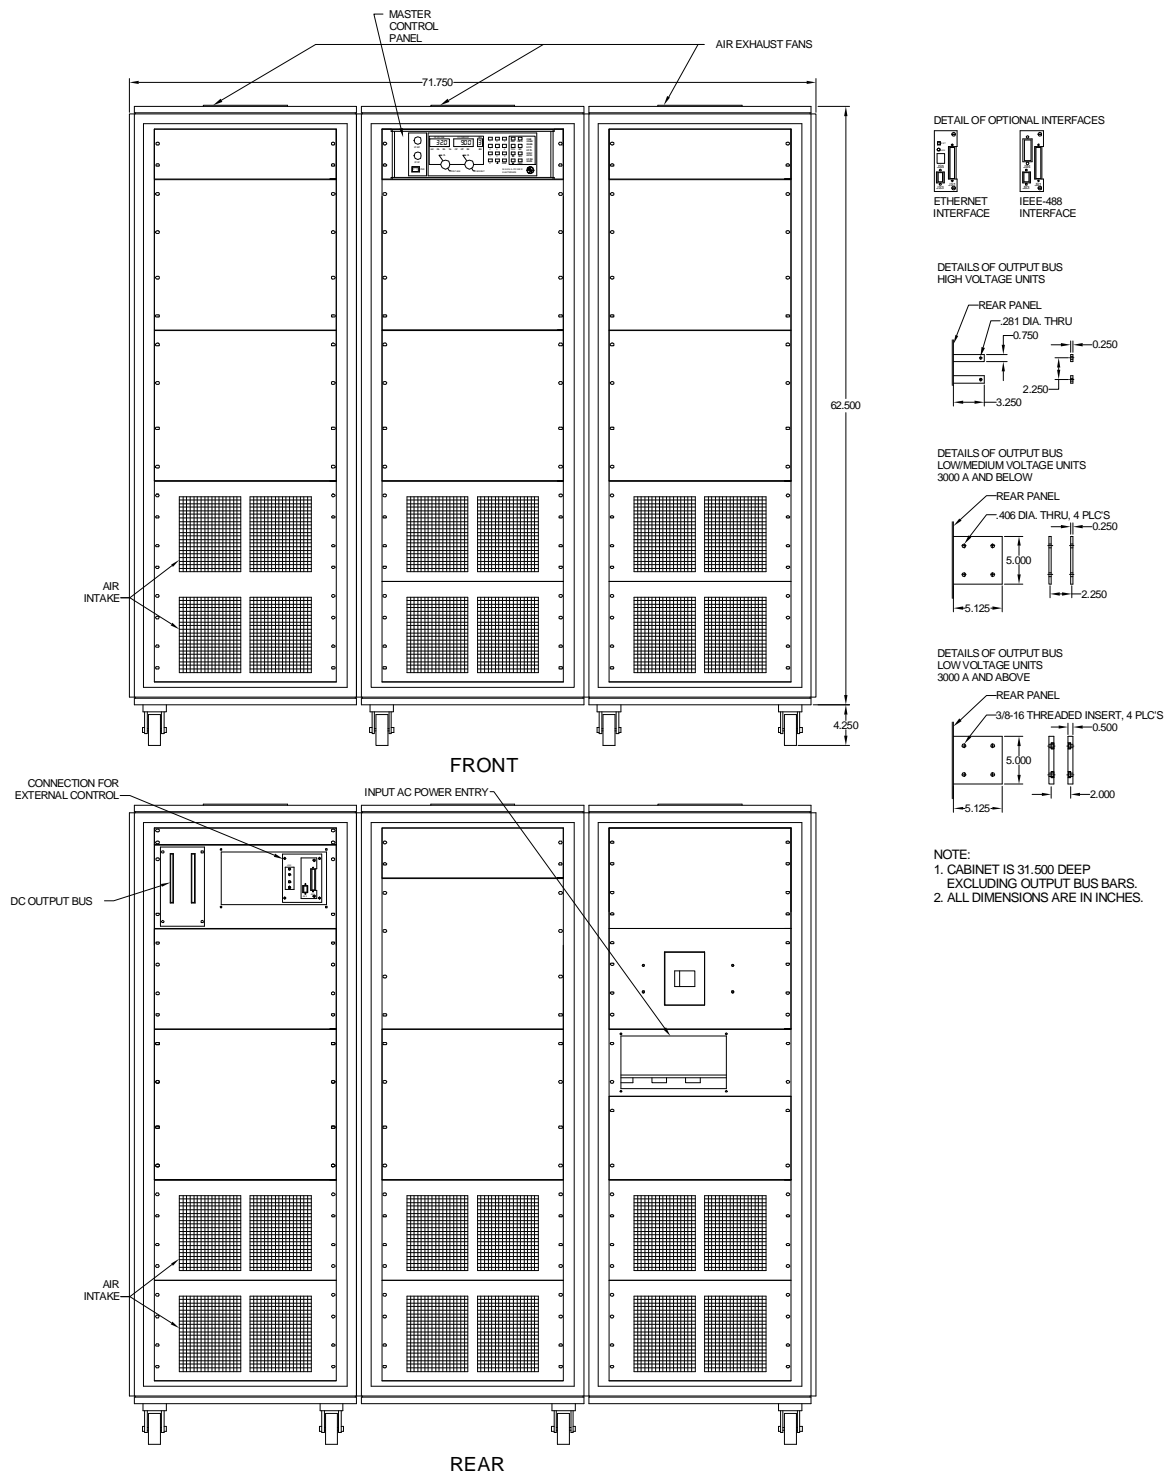 MASTER
CONTROL
PANEL
AIR EXHAUST FANS
71.750
320
900
62.500
4.250
AIR
INTAKE
FRONT
DETAIL OF OPTIONAL INTERFACES
ETHERNET
INTERFACE
IEEE-488
INTERFACE
DETAILS OF OUTPUT BUS
HIGH VOLTAGE UNITS
REAR PANEL
.281 DIA. THRU
0.750
0.250
2.250
3.250
DETAILS OF OUTPUT BUS
LOW/MEDIUM VOLTAGE UNITS
3000 A AND BELOW
REAR PANEL
.406 DIA. THRU, 4 PLC'S
0.250
5.000
2.250
5.125
DETAILS OF OUTPUT BUS
LOW VOLTAGE UNITS
3000 A AND ABOVE
REAR PANEL
3/8-16 THREADED INSERT, 4 PLC'S
0.500
5.000
2.000
5.125
NOTE:
1. CABINET IS 31.500 DEEP
EXCLUDING OUTPUT BUS BARS.
2. ALL DIMENSIONS ARE IN INCHES.
CONNECTION FOR
EXTERNAL CONTROL
INPUT AC POWER ENTRY
DC OUTPUT BUS
AIR
INTAKE
REAR